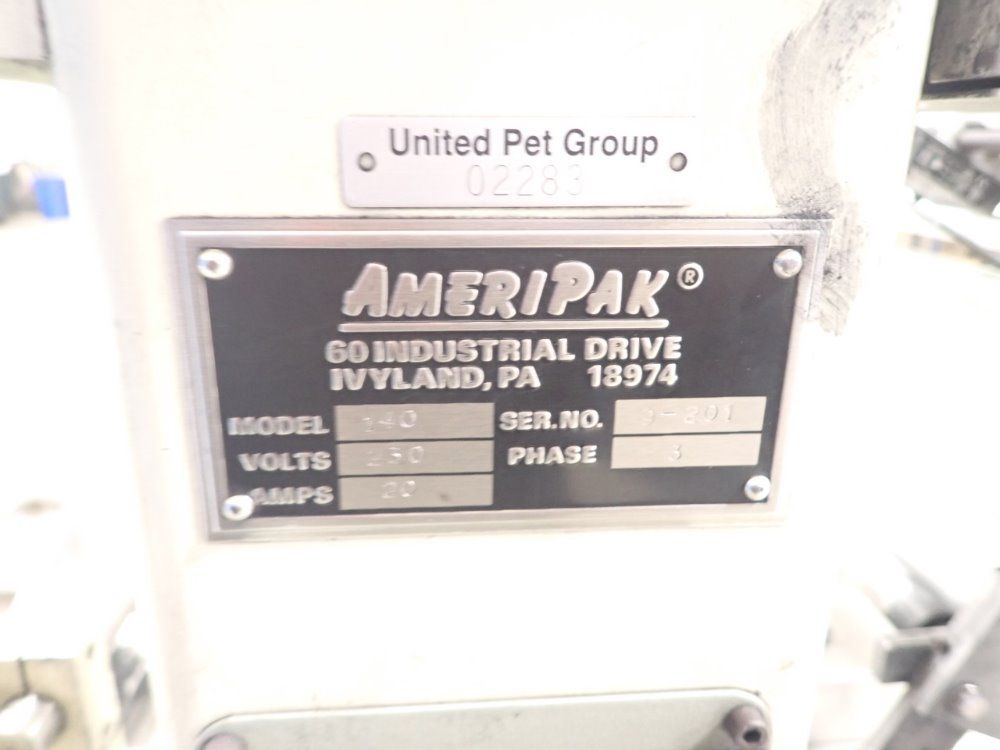 United Pet Group
02283
AMERIPAK®
60 INDUSTRIAL DRIVE
IVYLAND, PA 18974
MODEL SER.NO.
VOLTS 230 PHASE 3
AMPS 20